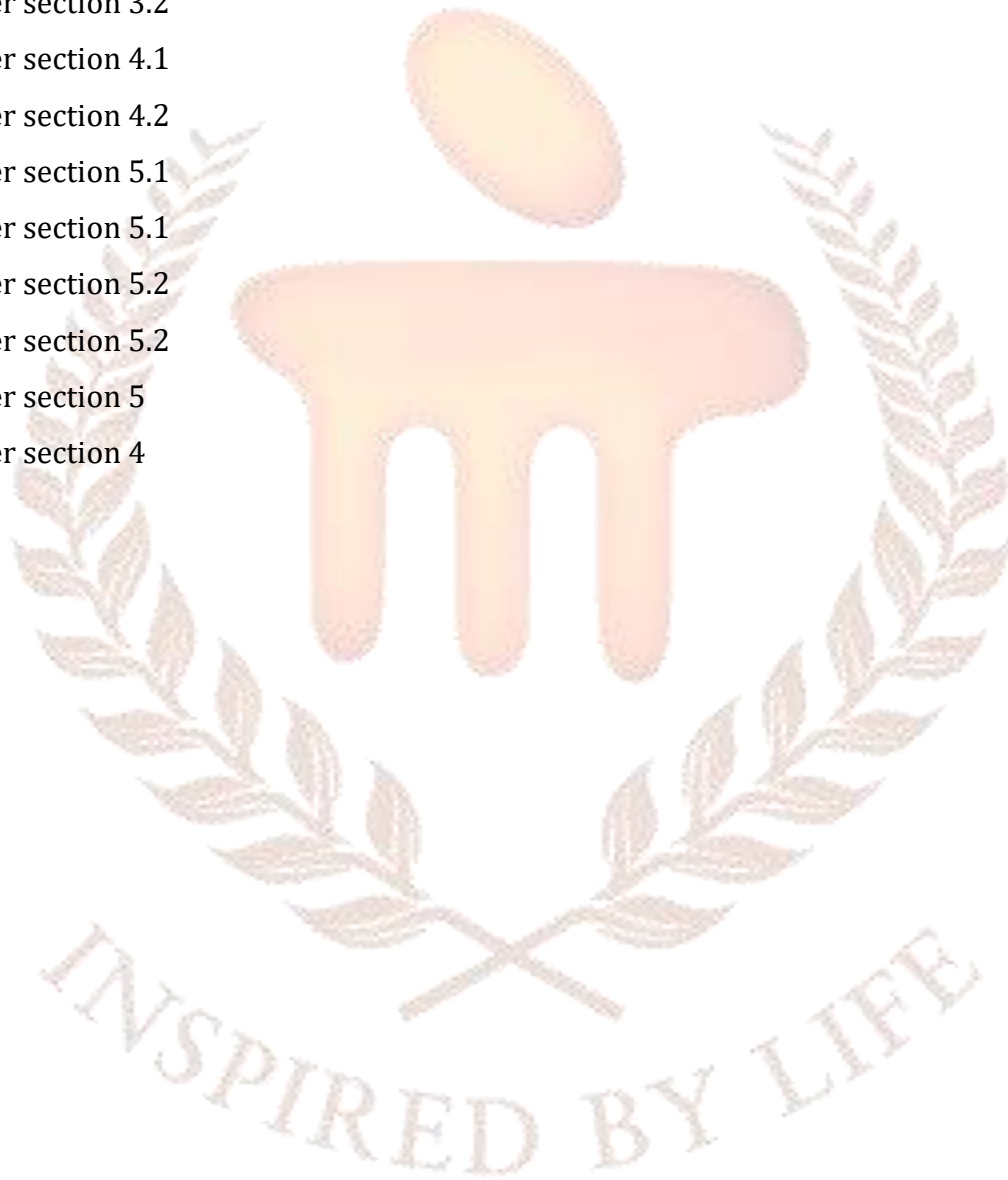 er section 3.2
er section 4.1
er section 4.2
er section 5.1
er section 5.1
er section 5.2
er section 5.2
er section 5
er section 4
INSPIRED BY LIFE